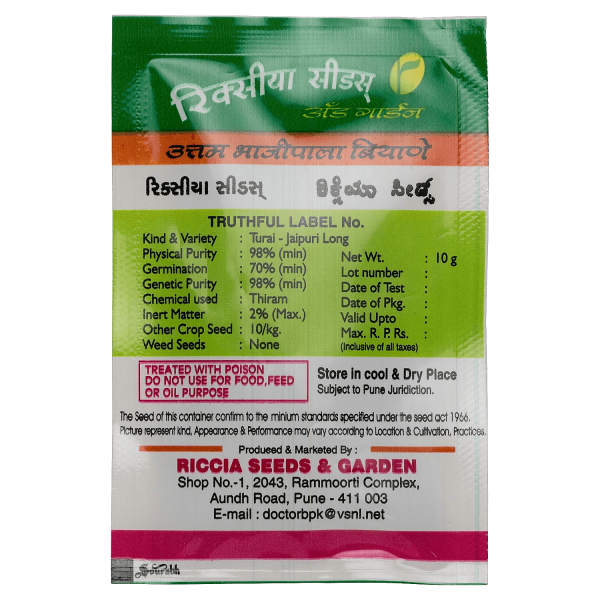 रिक्सीया सीडस्
अँड गार्डन
उत्तम भाजीपाला बियाणे
रिक्सीया सीडस् ರಿಕ್ಸಿಯಾ ಸೀಡ್ಸ
TRUTHFUL LABEL No.
Kind & Variety : Turai - Jaipuri Long
Physical Purity : 98% (min)
Germination : 70% (min)
Genetic Purity : 98% (min)
Chemical used : Thiram
Inert Matter : 2% (Max.)
Other Crop Seed : 10/kg.
Weed Seeds : None
Net Wt. : 10 g
Lot number :
Date of Test :
Date of Pkg. :
Valid Upto :
Max. R. P. Rs. :
(inclusive of all taxes)
TREATED WITH POISON
DO NOT USE FOR FOOD,FEED
OR OIL PURPOSE
Store in cool & Dry Place
Subject to Pune Juridiction.
The Seed of this container confirm to the minium standards specified under the seed act 1966.
Picture represent kind, Appearance & Performance may vary according to Location & Cultivation, Practices.
Produeed & Marketed By :
RICCIA SEEDS & GARDEN
Shop No.-1, 2043, Rammoorti Complex,
Aundh Road, Pune - 411 003
E-mail : doctorbpk@vsnl.net